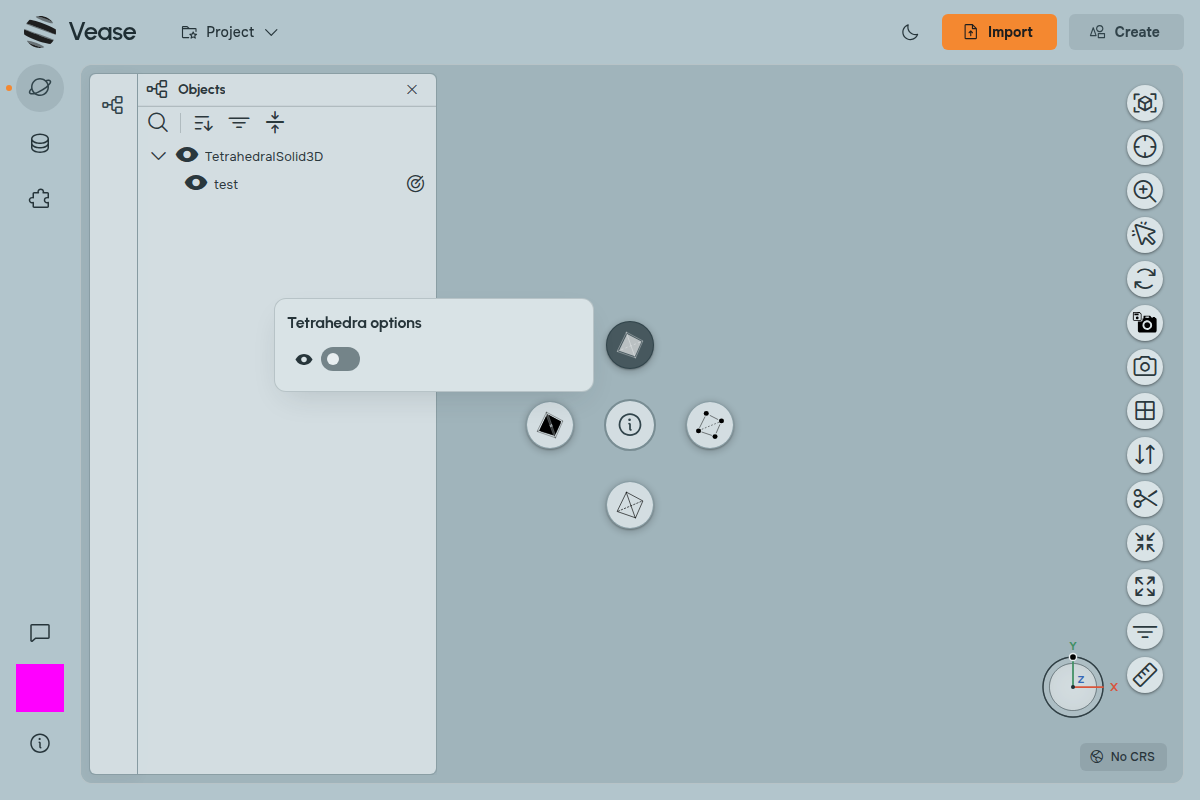 Vease
Project
Import
Create
Objects
TetrahedralSolid3D
test
Tetrahedra options
Y
Z
X
No CRS